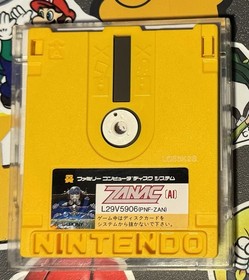 ファミリー コンピュータ ディスク システム
ZANAC (AI)
L29V5906(PNF-ZAN)
ゲーム中はディスクカードを
システムから抜かないで下さい。
NINTENDO